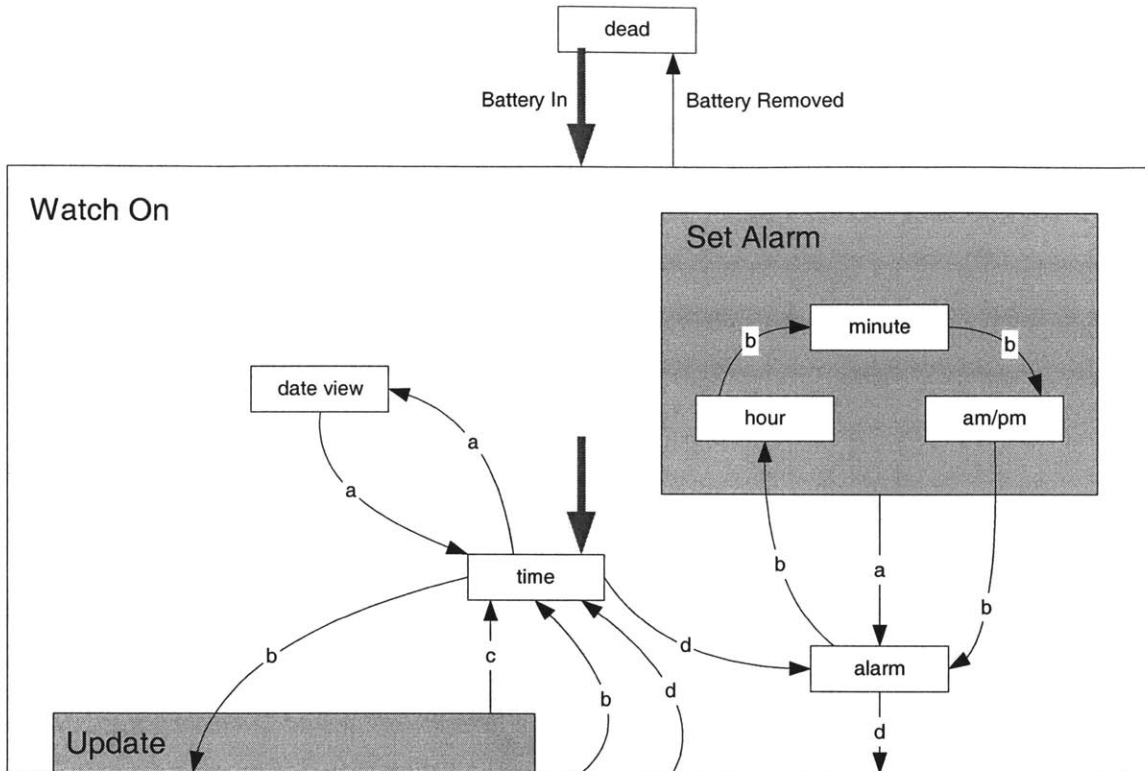 dead
Battery In
Battery Removed
Watch On
Set Alarm
minute
b
b
date view
hour
am/pm
a
a
time
b
a
b
b
c
d
b
d
alarm
d
Update